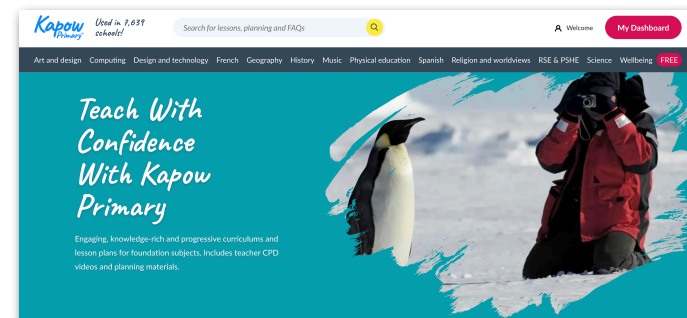 Kapow
Primary
Used in 7,639
schools!
Search for lessons, planning and FAQs
Welcome
My Dashboard
Art and design Computing Design and technology French Geography History Music Physical education Spanish Religion and worldviews RSE & PSHE Science Wellbeing FREE
Teach With
Confidence
With Kapow
Primary
Engaging, knowledge-rich and progressive curriculums and
lesson plans for foundation subjects. Includes teacher CPD
videos and planning materials.